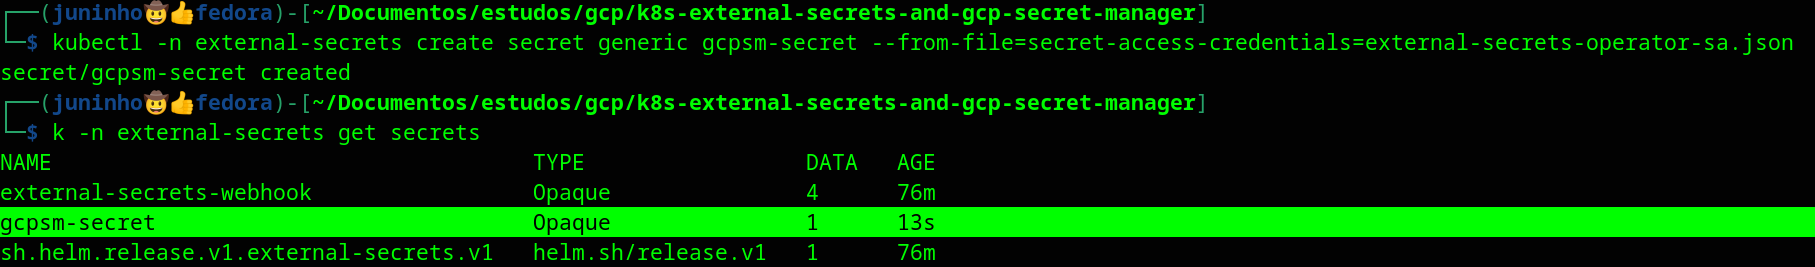 ┌──(juninho🤠👍fedora)-[~/Documentos/estudos/gcp/k8s-external-secrets-and-gcp-secret-manager]
└─$ kubectl -n external-secrets create secret generic gcpsm-secret --from-file=secret-access-credentials=external-secrets-operator-sa.json
secret/gcpsm-secret created
┌──(juninho🤠👍fedora)-[~/Documentos/estudos/gcp/k8s-external-secrets-and-gcp-secret-manager]
└─$ k -n external-secrets get secrets
NAME TYPE DATA AGE
external-secrets-webhook Opaque 4 76m
gcpsm-secret Opaque 1 13s
sh.helm.release.v1.external-secrets.v1 helm.sh/release.v1 1 76m